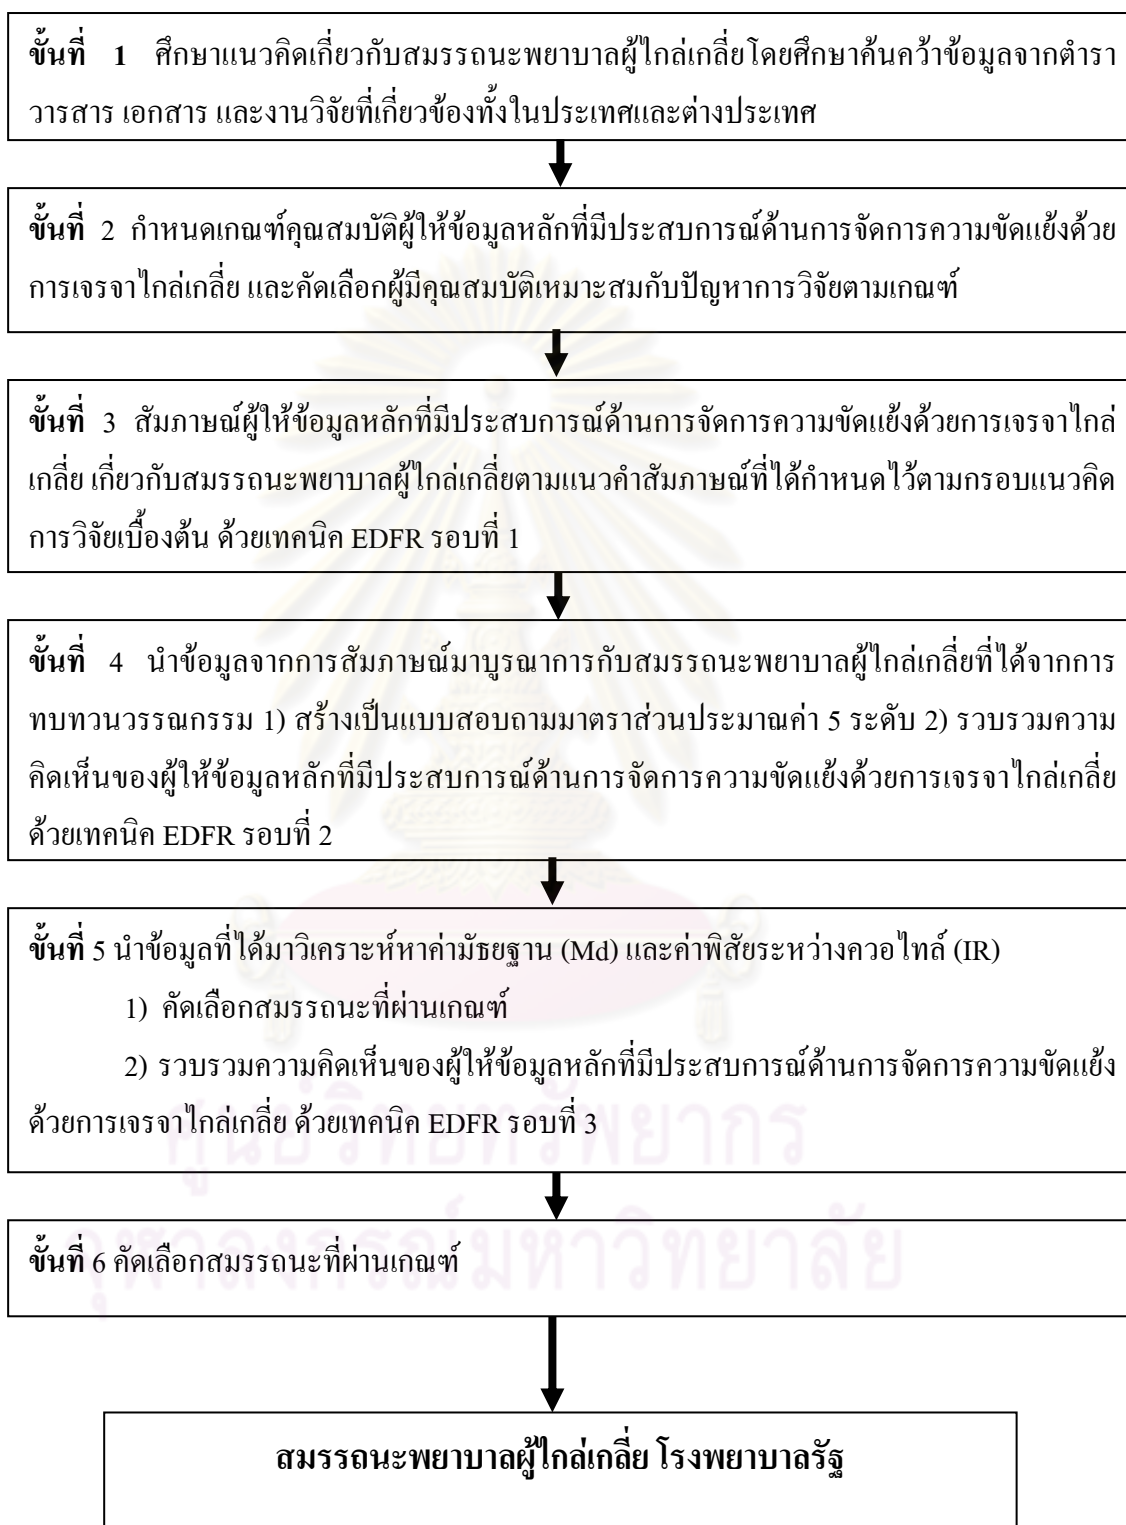 ขั้นที่ 1 ศึกษาแนวคิดเกี่ยวกับสมรรถนะพยาบาลผู้ไกล่เกลี่ยโดยศึกษาค้นคว้าข้อมูลจากตำรา
วารสาร เอกสาร และงานวิจัยที่เกี่ยวข้องทั้งในประเทศและต่างประเทศ
ขั้นที่ 2 กำหนดเกณฑ์คุณสมบัติผู้ให้ข้อมูลหลักที่มีประสบการณ์ด้านการจัดการความขัดแย้งด้วย
การเจรจาไกล่เกลี่ย และคัดเลือกผู้มีคุณสมบัติเหมาะสมกับปัญหาการวิจัยตามเกณฑ์
ขั้นที่ 3 สัมภาษณ์ผู้ให้ข้อมูลหลักที่มีประสบการณ์ด้านการจัดการความขัดแย้งด้วยการเจรจาไกล่
เกลี่ย เกี่ยวกับสมรรถนะพยาบาลผู้ไกล่เกลี่ยตามแนวคำสัมภาษณ์ที่ได้กำหนดไว้ตามกรอบแนวคิด
การวิจัยเบื้องต้น ด้วยเทคนิค EDFR รอบที่ 1
ขั้นที่ 4 นำข้อมูลจากการสัมภาษณ์มาบูรณาการกับสมรรถนะพยาบาลผู้ไกล่เกลี่ยที่ได้จากการ
ทบทวนวรรณกรรม 1) สร้างเป็นแบบสอบถามมาตราส่วนประมาณค่า 5 ระดับ 2) รวบรวมความ
คิดเห็นของผู้ให้ข้อมูลหลักที่มีประสบการณ์ด้านการจัดการความขัดแย้งด้วยการเจรจาไกล่เกลี่ย
ด้วยเทคนิค EDFR รอบที่ 2
ขั้นที่ 5 นำข้อมูลที่ได้มาวิเคราะห์หาค่ามัธยฐาน (Md) และค่าพิสัยระหว่างควอไทล์ (IR)
1) คัดเลือกสมรรถนะที่ผ่านเกณฑ์
2) รวบรวมความคิดเห็นของผู้ให้ข้อมูลหลักที่มีประสบการณ์ด้านการจัดการความขัดแย้ง
ด้วยการเจรจาไกล่เกลี่ย ด้วยเทคนิค EDFR รอบที่ 3
ศูนย์วิทยทรัพยากร
ขั้นที่ 6 คัดเลือกสมรรถนะที่ผ่านเกณฑ์
จุฬาลงกรณ์มหาวิทยาลัย
สมรรถนะพยาบาลผู้ไกล่เกลี่ย โรงพยาบาลรัฐ